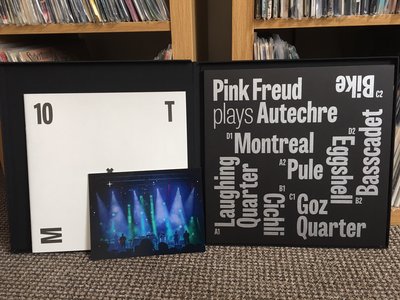 10 T
M
Pink Freud
plays Autechre
C2 Bike
D1 Montreal
A2 Pule
D2 Eggshell
B2 Basscadet
A1 Laughing
Quarter
B1 Cichli
C1 Goz
Quarter